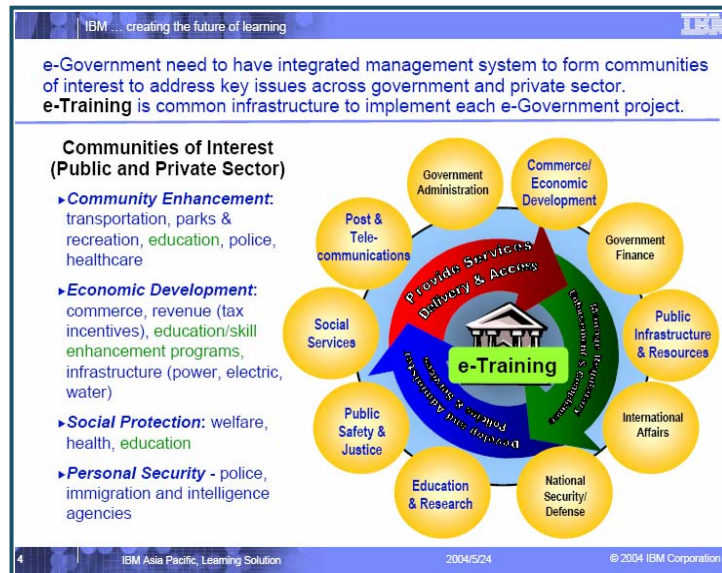 IBM … creating the future of learning
IBM
e-Government need to have integrated management system to form communities
of interest to address key issues across government and private sector.
e-Training is common infrastructure to implement each e-Government project.
Communities of Interest
(Public and Private Sector)
▸Community Enhancement:
transportation, parks &
recreation, education, police,
healthcare
▸Economic Development:
commerce, revenue (tax
incentives), education/skill
enhancement programs,
infrastructure (power, electric,
water)
▸Social Protection: welfare,
health, education
▸Personal Security - police,
immigration and intelligence
agencies
Government
Administration
Commerce/
Economic
Development
Post &
Tele-
communications
Government
Finance
Social
Services
Public
Infrastructure
& Resources
Public
Safety &
Justice
International
Affairs
Education
& Research
National
Security/
Defense
Provide Services
Delivery & Access
Enforcement & Compliance
Develop and Administer
Policies & Services
e-Training
4
IBM Asia Pacific, Learning Solution
2004/5/24
© 2004 IBM Corporation